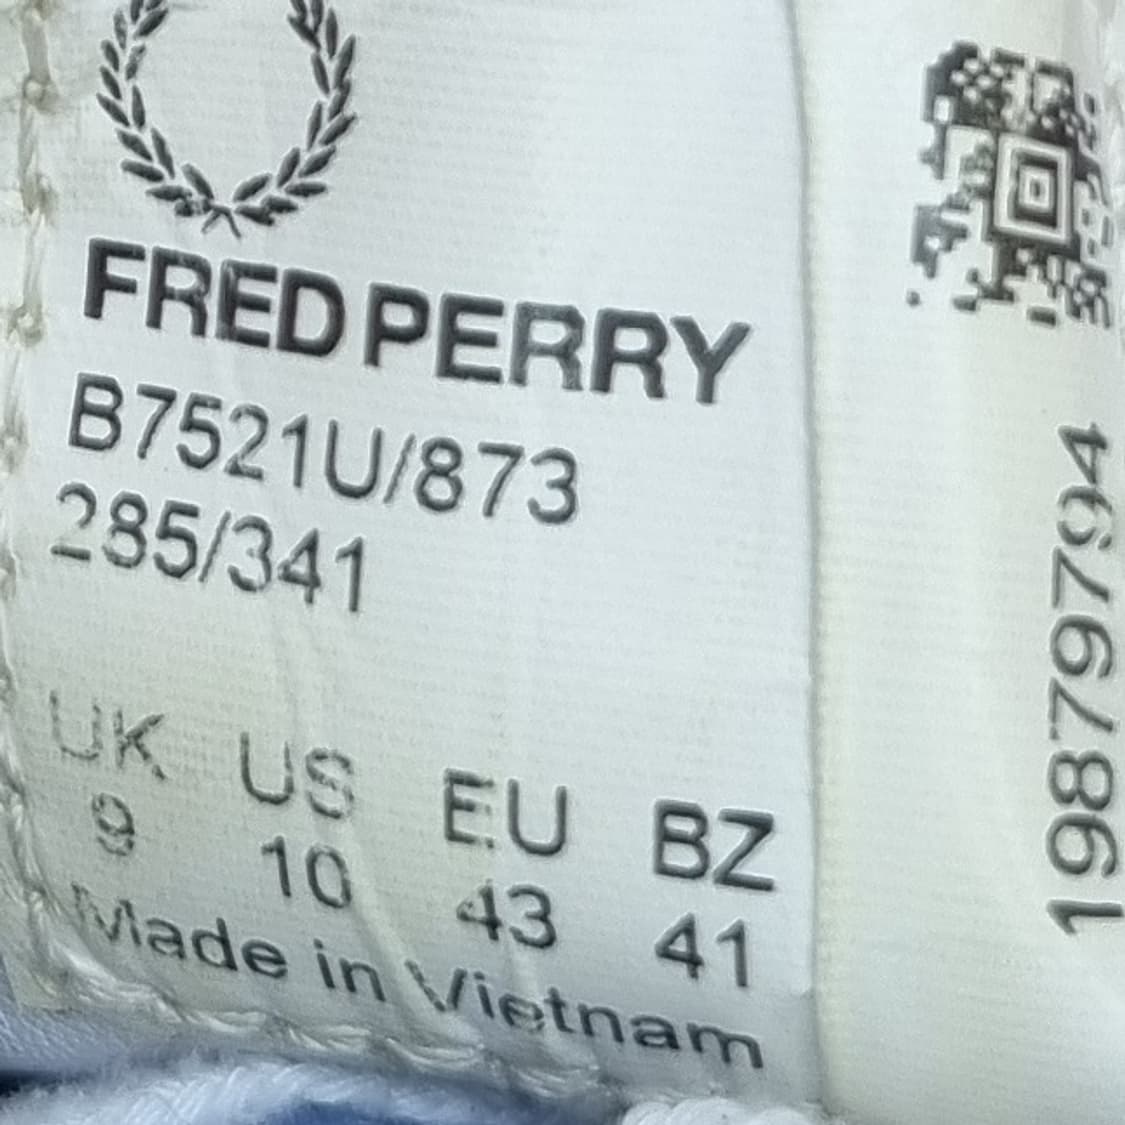 FRED PERRY
B7521U/873
285/341
UK US EU BZ
9 10 43 41
Made in Vietnam
19879794